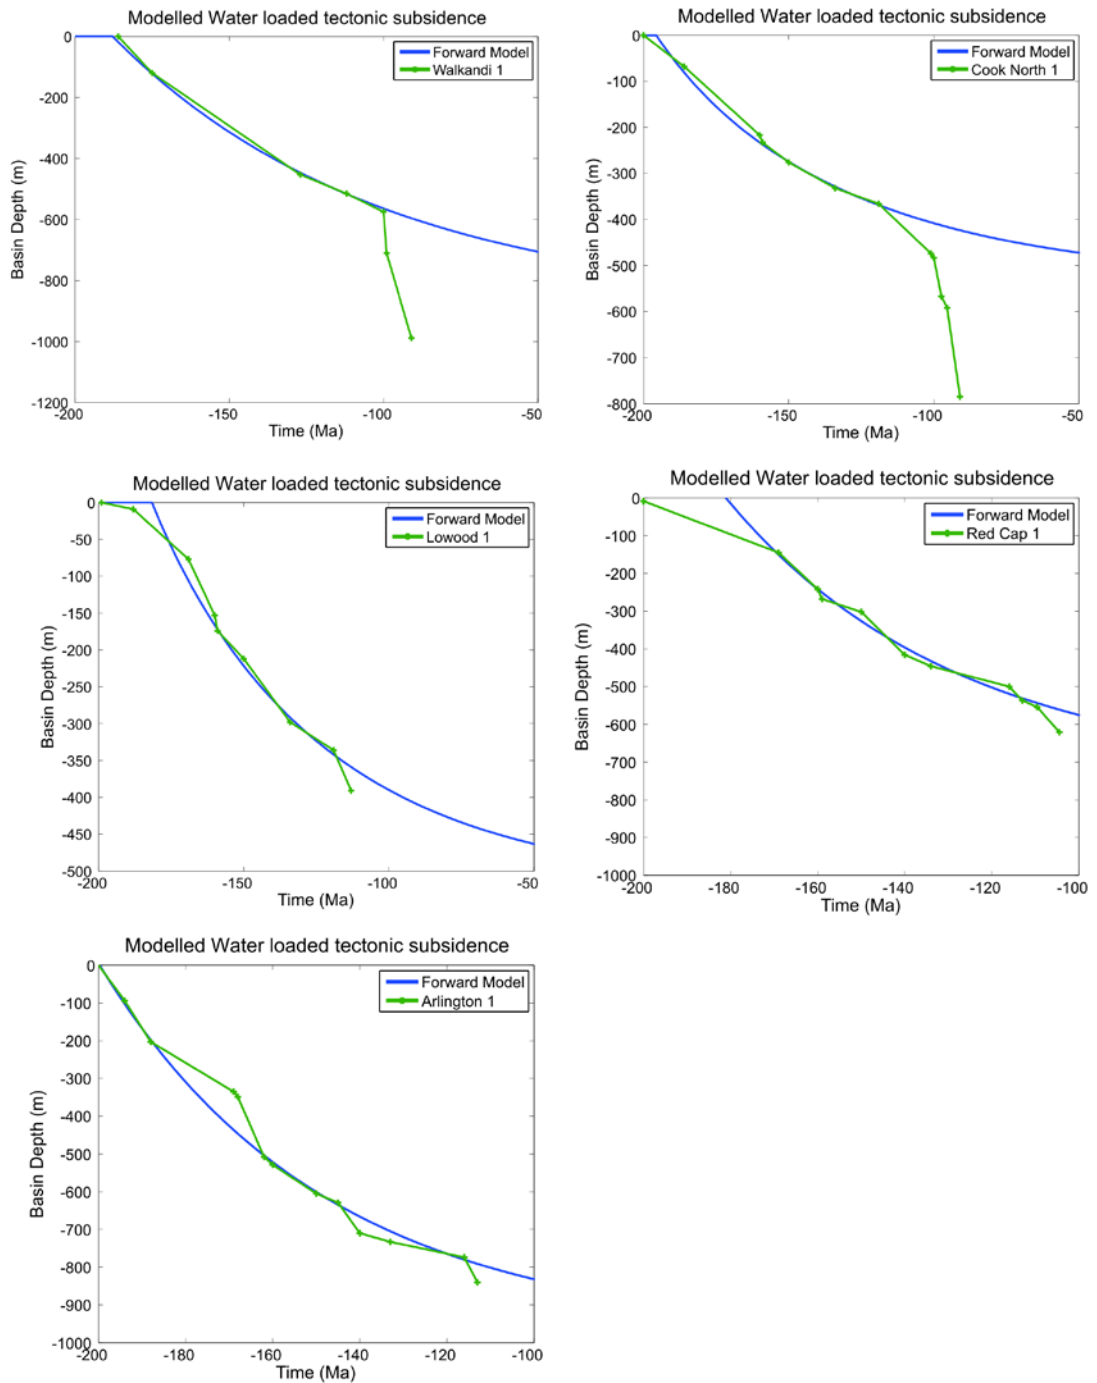 Modelled Water loaded tectonic subsidence
0
-200
-400
-600
-800
-1000
-1200
Basin Depth (m)
Forward Model
Walkandi 1
-200
-150
-100
-50
Time (Ma)
Modelled Water loaded tectonic subsidence
0
-100
-200
-300
-400
-500
-600
-700
-800
Basin Depth (m)
Forward Model
Cook North 1
-200
-150
-100
-50
Time (Ma)
Modelled Water loaded tectonic subsidence
0
-50
-100
-150
-200
-250
-300
-350
-400
-450
-500
Basin Depth (m)
Forward Model
Lowood 1
-200
-150
-100
-50
Time (Ma)
Modelled Water loaded tectonic subsidence
0
-100
-200
-300
-400
-500
-600
-700
-800
-900
-1000
Basin Depth (m)
Forward Model
Red Cap 1
-200
-180
-160
-140
-120
-100
Time (Ma)
Modelled Water loaded tectonic subsidence
0
-100
-200
-300
-400
-500
-600
-700
-800
-900
-1000
Basin Depth (m)
Forward Model
Arlington 1
-200
-180
-160
-140
-120
-100
Time (Ma)